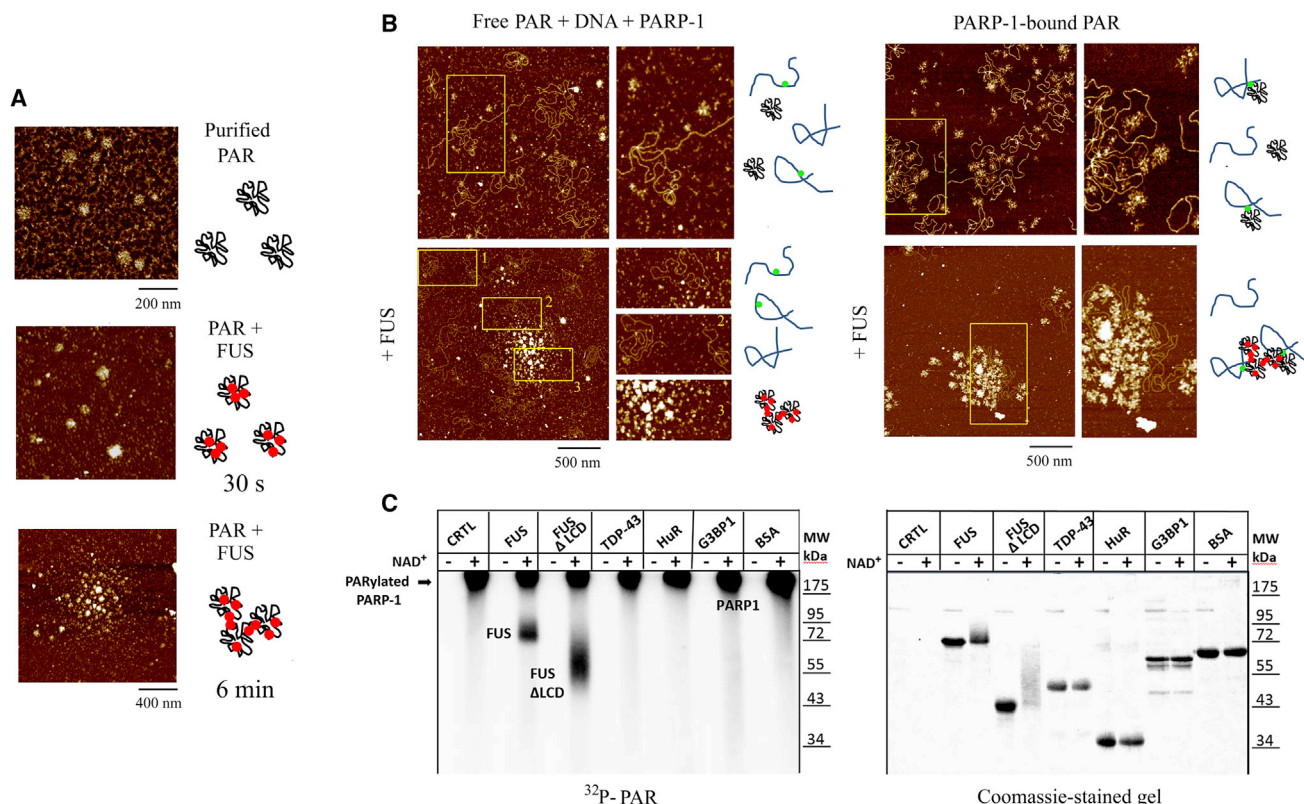 A
Purified
PAR
200 nm
PAR +
FUS
30 s
PAR +
FUS
6 min
400 nm
B
Free PAR + DNA + PARP-1
PARP-1-bound PAR
+ FUS
1
2
3
1
2
3
500 nm
+ FUS
500 nm
C
CRTL
FUS
FUS
Δ LCD
TDP-43
HuR
G3BP1
BSA
MW
kDa
NAD+
- + - + - + - + - + - + - +
PARylated
PARP-1
PARP1
FUS
FUS
ΔLCD
175
95
72
55
43
34
32P- PAR
CRTL
FUS
FUS
Δ LCD
TDP-43
HuR
G3BP1
BSA
MW
kDa
NAD+
- + - + - + - + - + - + - +
175
95
72
55
43
34
Coomassie-stained gel